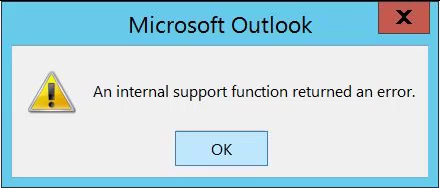 Microsoft Outlook
An internal support function returned an error.
OK